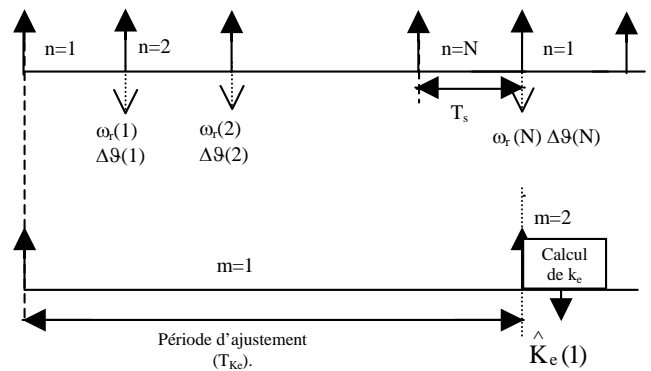 n=1 n=2 n=N n=1
T_s
ω_r(1) ω_r(2) ω_r(N) Δϑ(N)
Δϑ(1) Δϑ(2)
m=2
m=1
Calcul
de k_e
Période d'ajustement
(T_Ke).
K̂_e(1)